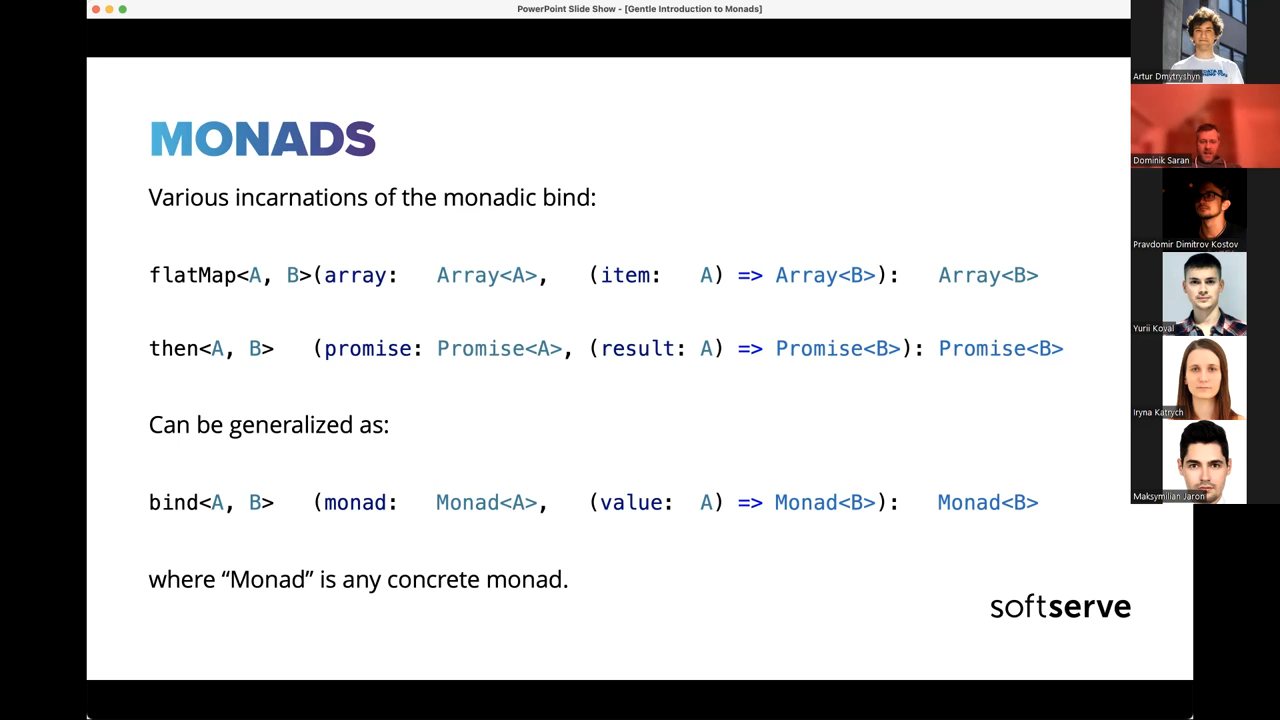 PowerPoint Slide Show - [Gentle Introduction to Monads]
MONADS
Various incarnations of the monadic bind:
flatMap<A, B>(array: Array<A>, (item: A) => Array<B>): Array<B>
then<A, B> (promise: Promise<A>, (result: A) => Promise<B>): Promise<B>
Can be generalized as:
bind<A, B> (monad: Monad<A>, (value: A) => Monad<B>): Monad<B>
where “Monad” is any concrete monad.
softserve
Artur Dmytryshyn
Dominik Saran
Pravdomir Dimitrov Kostov
Yurii Koval
Iryna Katrych
Maksymilian Jaron